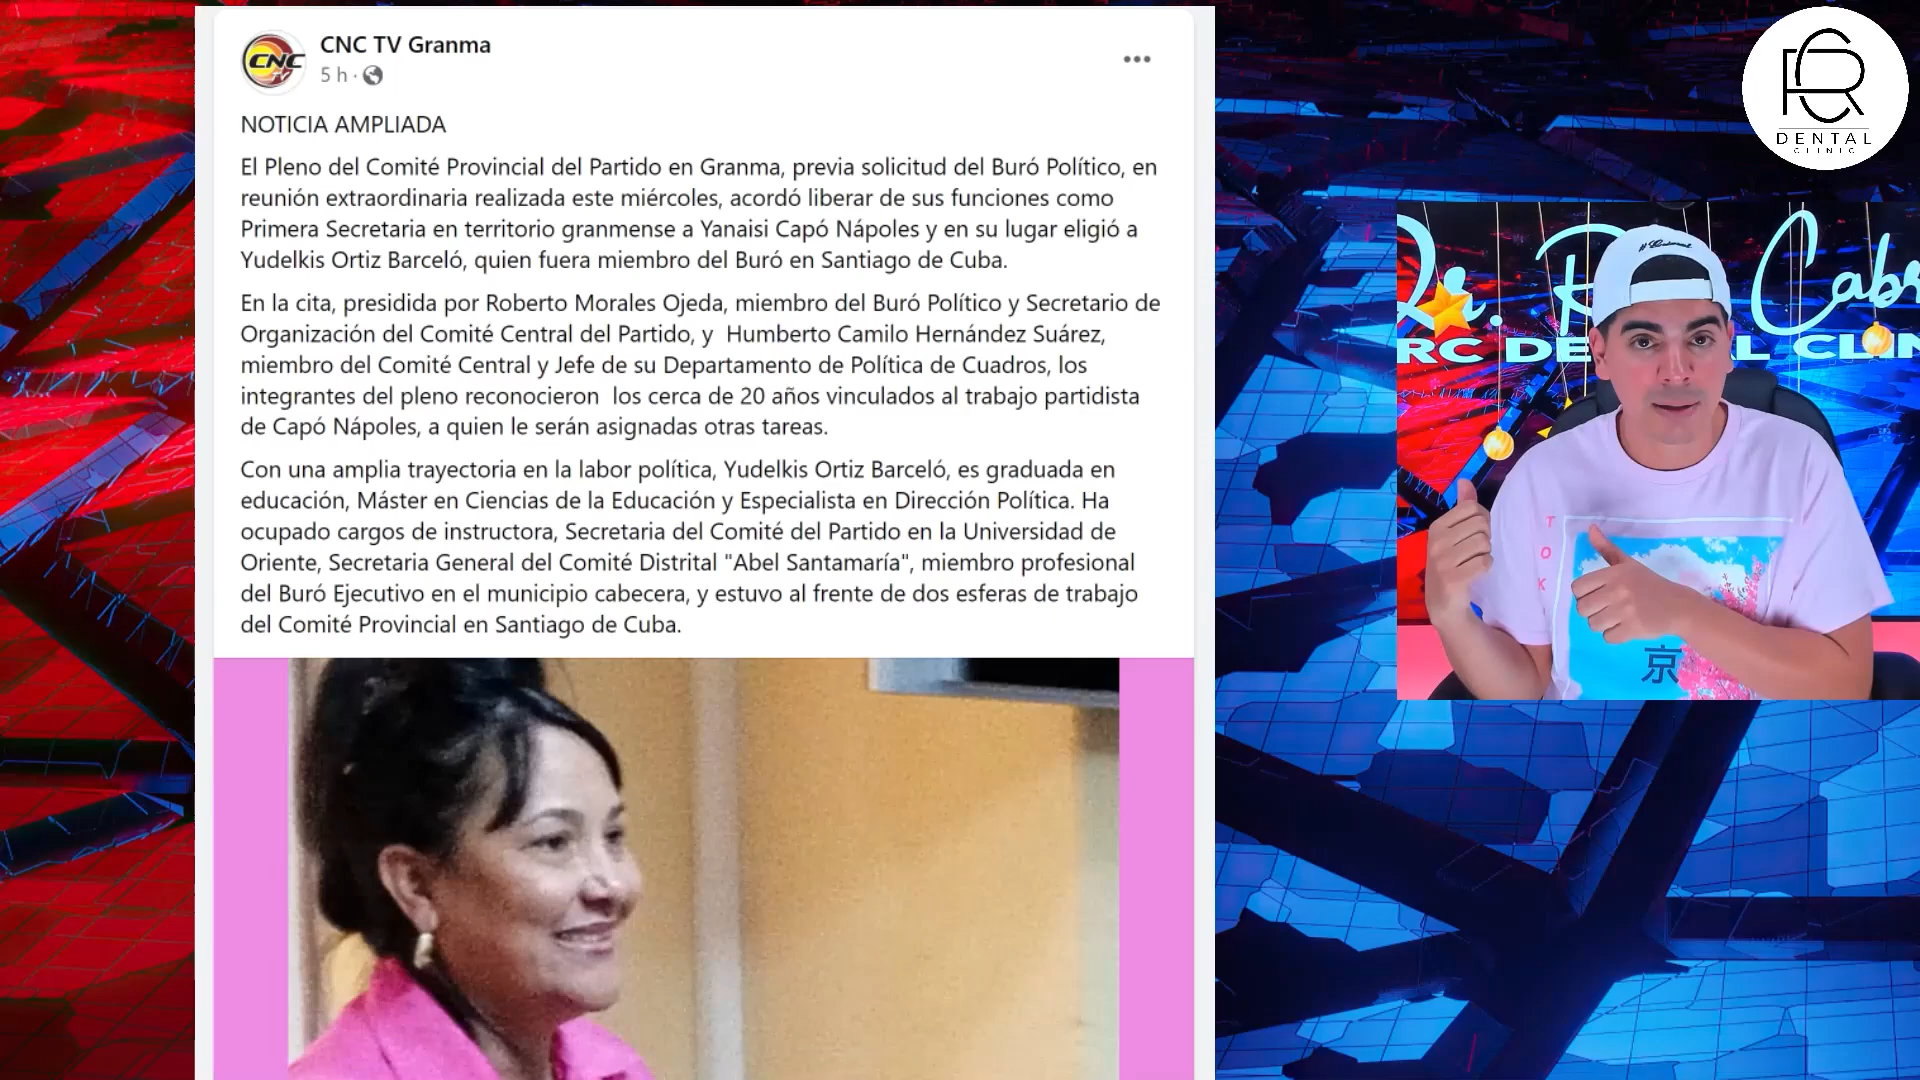 CNC TV Granma
5 h ·
NOTICIA AMPLIADA
El Pleno del Comité Provincial del Partido en Granma, previa solicitud del Buró Político, en
reunión extraordinaria realizada este miércoles, acordó liberar de sus funciones como
Primera Secretaria en territorio granmense a Yanaisi Capó Nápoles y en su lugar eligió a
Yudelkis Ortiz Barceló, quien fuera miembro del Buró en Santiago de Cuba.
En la cita, presidida por Roberto Morales Ojeda, miembro del Buró Político y Secretario de
Organización del Comité Central del Partido, y Humberto Camilo Hernández Suárez,
miembro del Comité Central y Jefe de su Departamento de Política de Cuadros, los
integrantes del pleno reconocieron los cerca de 20 años vinculados al trabajo partidista
de Capó Nápoles, a quien le serán asignadas otras tareas.
Con una amplia trayectoria en la labor política, Yudelkis Ortiz Barceló, es graduada en
educación, Máster en Ciencias de la Educación y Especialista en Dirección Política. Ha
ocupado cargos de instructora, Secretaria del Comité del Partido en la Universidad de
Oriente, Secretaria General del Comité Distrital "Abel Santamaría", miembro profesional
del Buró Ejecutivo en el municipio cabecera, y estuvo al frente de dos esferas de trabajo
del Comité Provincial en Santiago de Cuba.
CNC
TV
RC
DENTAL
CLINIC
Dr. R Cabr
RC DE L CLIN
T
O
K
京